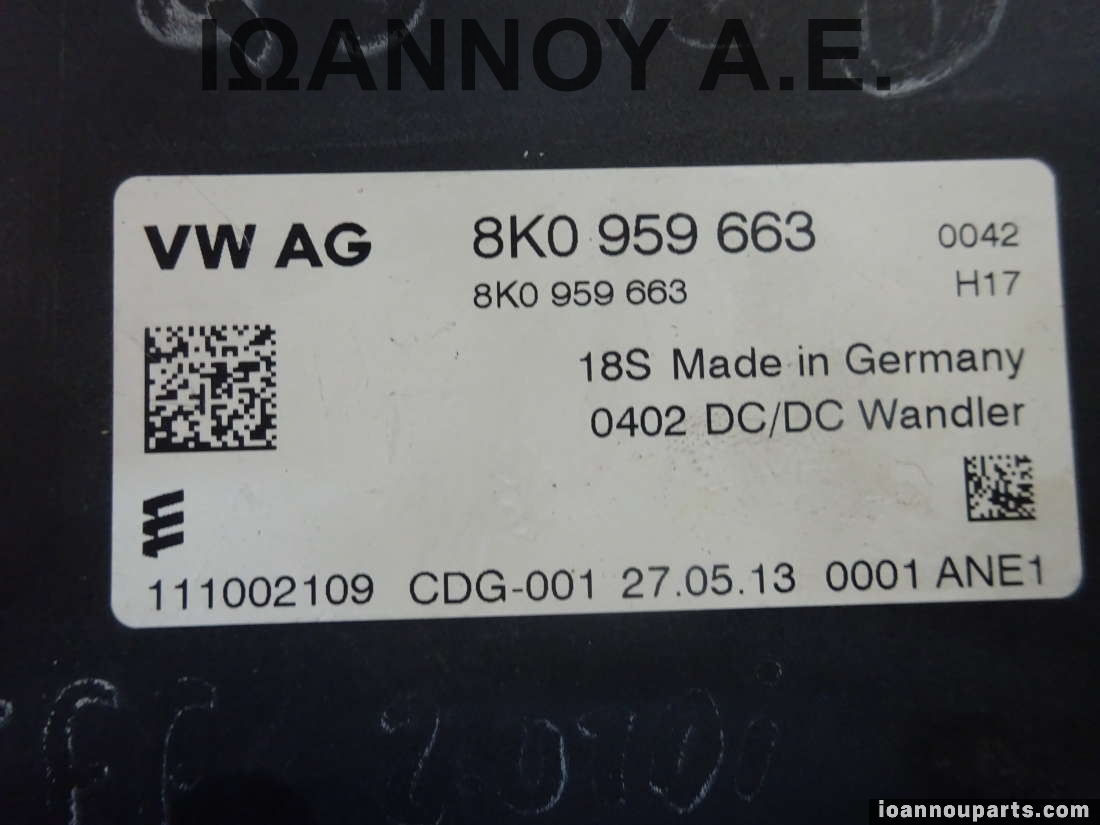 ΙΩΑΝΝΟΥ Α.Ε.
VW AG 8K0 959 663 0042
8K0 959 663 H17
18S Made in Germany
0402 DC/DC Wandler
111002109 CDG-001 27.05.13 0001 ANE1
ioannouparts.com